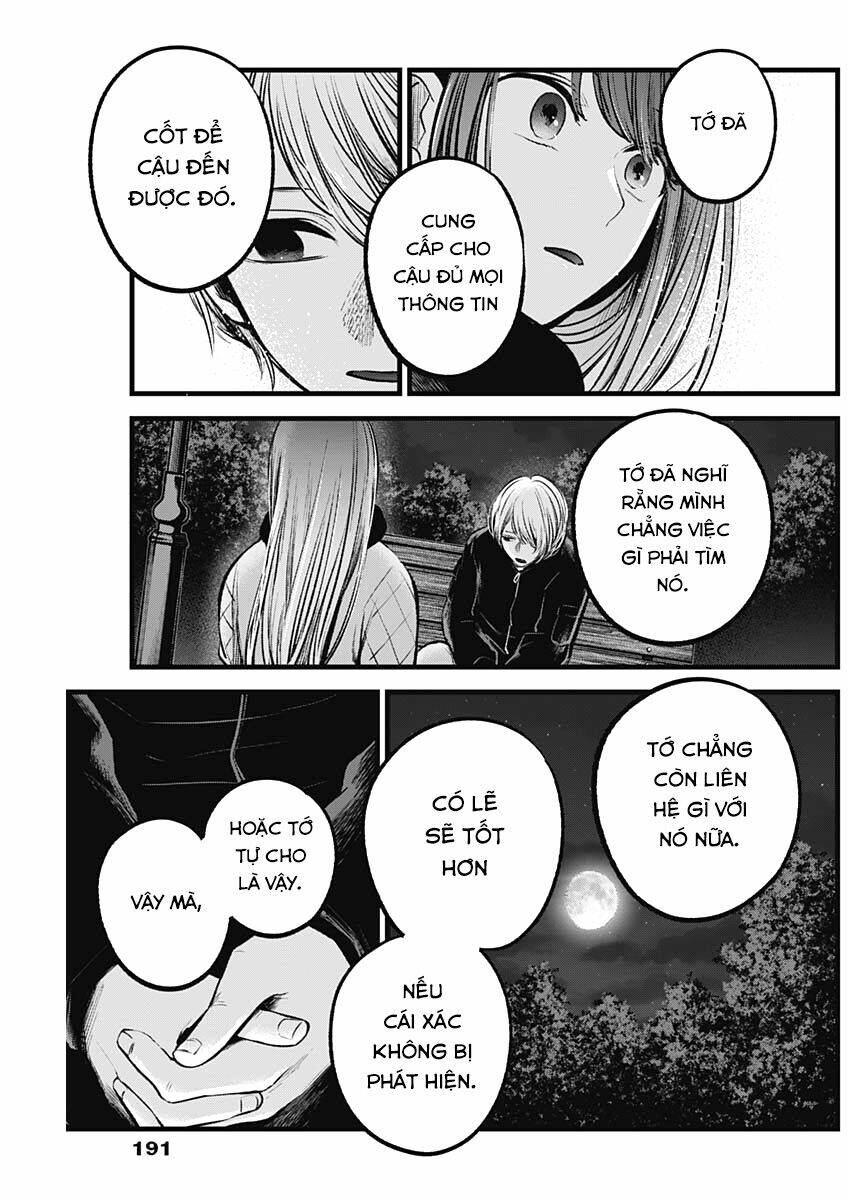 TỚ ĐÃ
CUNG
CẤP CHO
CẬU ĐỦ MỌI
THÔNG TIN
CỐT ĐỂ
CẬU ĐẾN
ĐƯỢC ĐÓ.
TỚ ĐÃ NGHĨ
RẰNG MÌNH
CHẲNG VIỆC
GÌ PHẢI TÌM
NÓ.
TỚ CHẲNG
CÒN LIÊN
HỆ GÌ VỚI
NÓ NỮA.
CÓ LẼ
SẼ TỐT
HƠN
NẾU
CÁI XÁC
KHÔNG BỊ
PHÁT HIỆN.
HOẶC TỚ
TỰ CHO
LÀ VẬY.
VẬY MÀ,
191